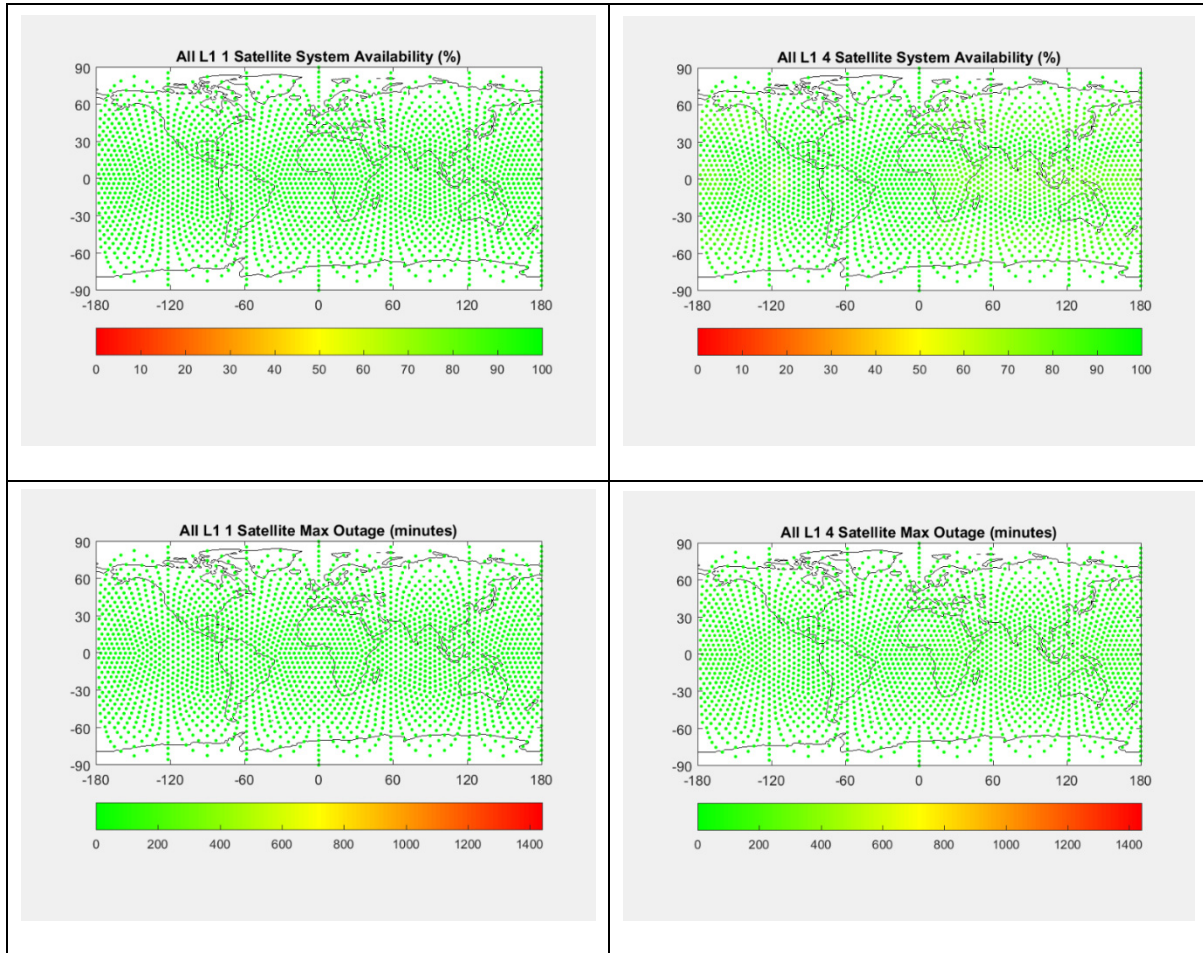 All L1 1 Satellite System Availability (%)
90
60
30
0
-30
-60
-90
-180 -120 -60 0 60 120 180
0 10 20 30 40 50 60 70 80 90 100
All L1 4 Satellite System Availability (%)
90
60
30
0
-30
-60
-90
-180 -120 -60 0 60 120 180
0 10 20 30 40 50 60 70 80 90 100
All L1 1 Satellite Max Outage (minutes)
90
60
30
0
-30
-60
-90
-180 -120 -60 0 60 120 180
0 200 400 600 800 1000 1200 1400
All L1 4 Satellite Max Outage (minutes)
90
60
30
0
-30
-60
-90
-180 -120 -60 0 60 120 180
0 200 400 600 800 1000 1200 1400